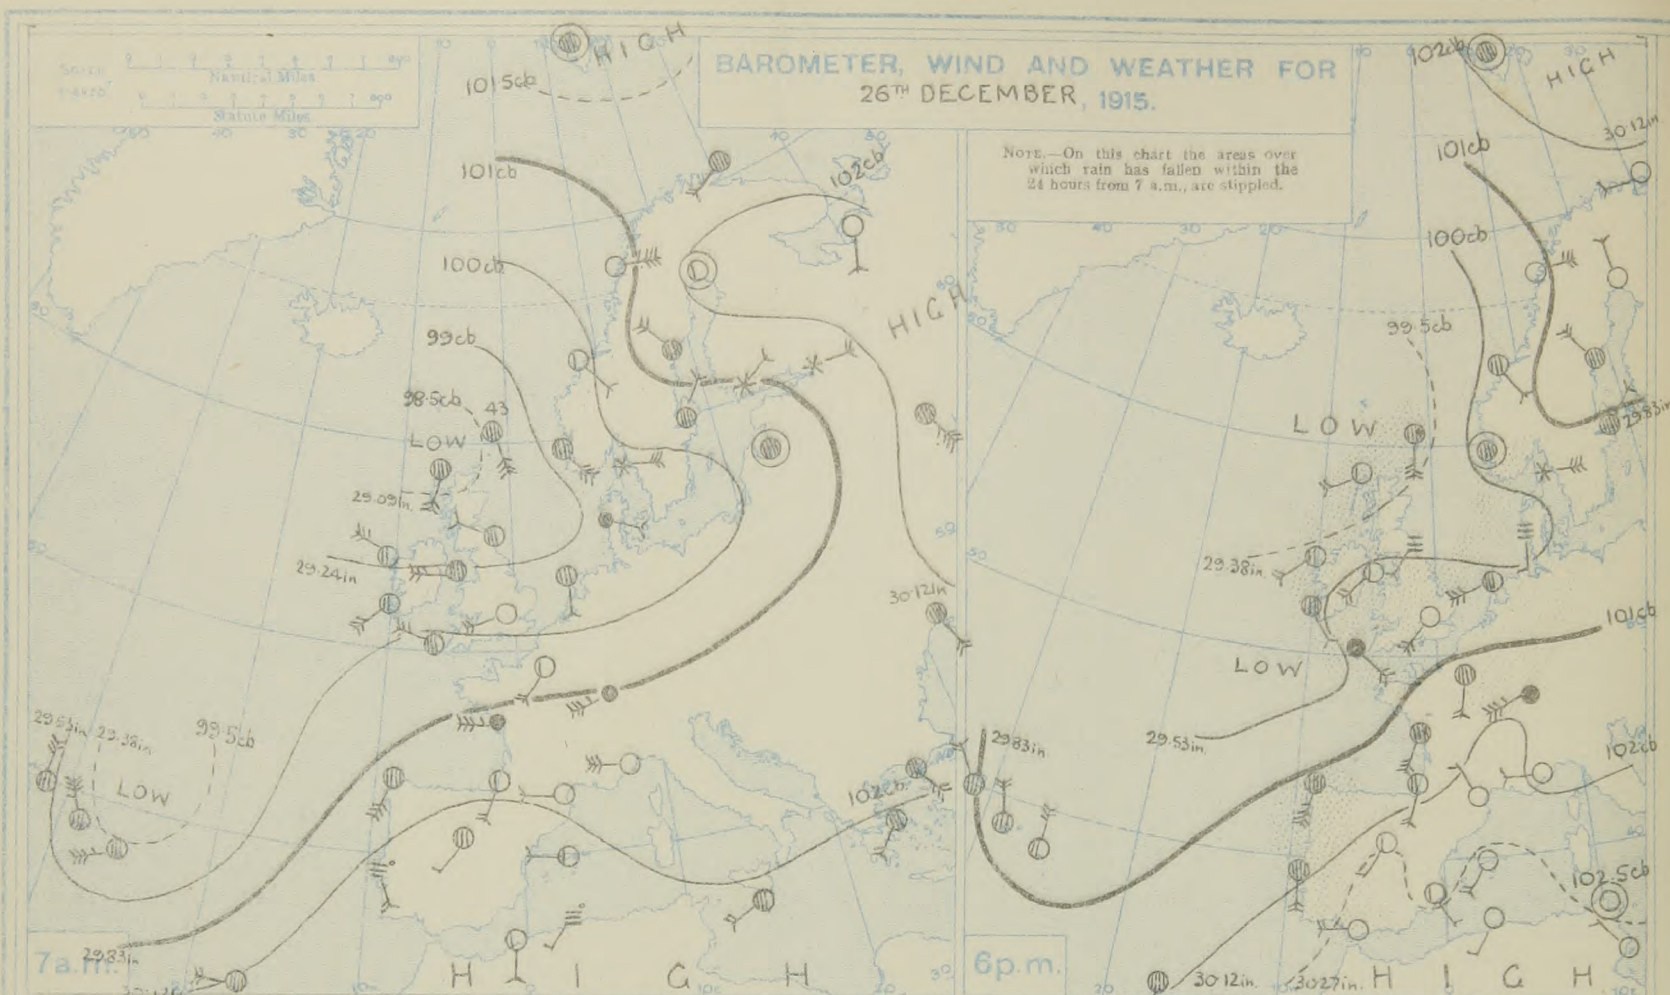 Nautical Miles
Statute Miles
BAROMETER, WIND AND WEATHER FOR
26TH DECEMBER, 1915.
NOTE.—On this chart the areas over
which rain has fallen within the
24 hours from 7 a.m., are stippled.
HIGH
101.5cb
101cb
102cb
100cb
HIGH
99cb
98.5cb
43
LOW
29.09in.
29.24in
30.12in
29.53in
29.38in
99.5cb
LOW
102cb
29.83in
7a.m.
HIGH
102cb
HIGH
30.12in
101cb
100cb
99.5cb
29.83in
LOW
29.38in.
101cb
LOW
29.53in.
29.83in
102cb
102.5cb
6p.m.
30.12in.
30.27in.
HIGH